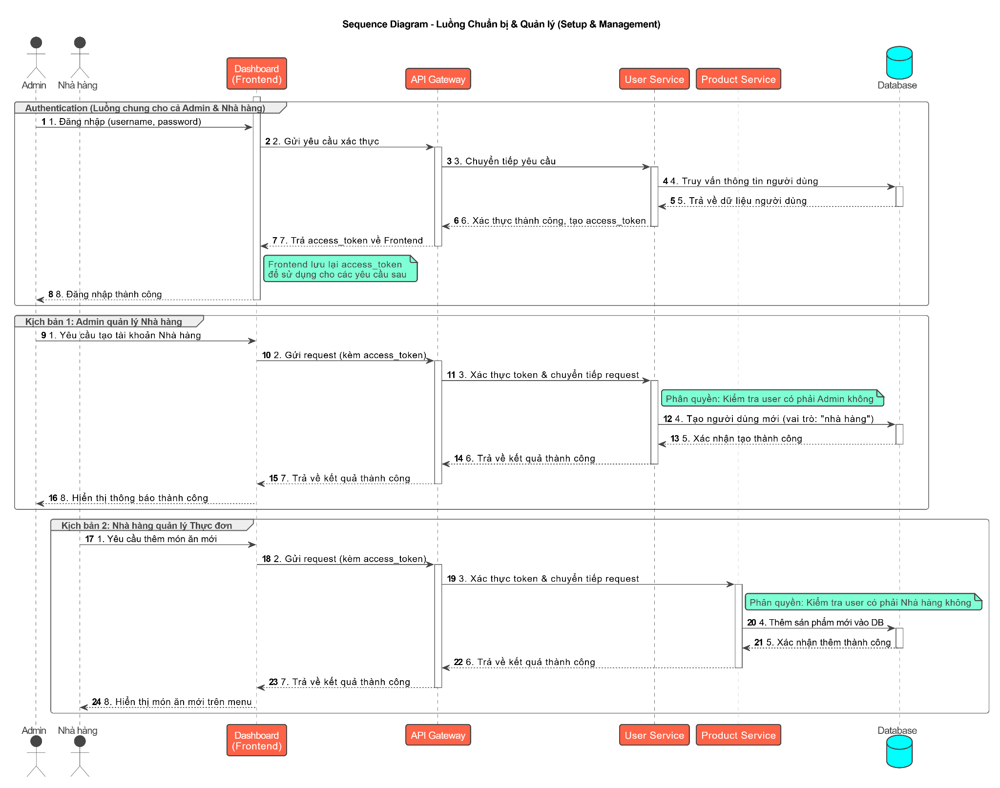 Sequence Diagram - Luồng Chuẩn bị & Quản lý (Setup & Management)
Admin
Nhà hàng
Dashboard
(Frontend)
API Gateway
User Service
Product Service
Database
Authentication (Luồng chung cho cả Admin & Nhà hàng)
1 1. Đăng nhập (username, password)
2 2. Gửi yêu cầu xác thực
3 3. Chuyển tiếp yêu cầu
4 4. Truy vấn thông tin người dùng
5 5. Trả về dữ liệu người dùng
6 6. Xác thực thành công, tạo access_token
7 7. Trả access_token về Frontend
Frontend lưu lại access_token
để sử dụng cho các yêu cầu sau
8 8. Đăng nhập thành công
Kịch bản 1: Admin quản lý Nhà hàng
9 1. Yêu cầu tạo tài khoản Nhà hàng
10 2. Gửi request (kèm access_token)
11 3. Xác thực token & chuyển tiếp request
Phân quyền: Kiểm tra user có phải Admin không
12 4. Tạo người dùng mới (vai trò: "nhà hàng")
13 5. Xác nhận tạo thành công
14 6. Trả về kết quả thành công
15 7. Trả về kết quả thành công
16 8. Hiển thị thông báo thành công
Kịch bản 2: Nhà hàng quản lý Thực đơn
17 1. Yêu cầu thêm món ăn mới
18 2. Gửi request (kèm access_token)
19 3. Xác thực token & chuyển tiếp request
Phân quyền: Kiểm tra user có phải Nhà hàng không
20 4. Thêm sản phẩm mới vào DB
21 5. Xác nhận thêm thành công
22 6. Trả về kết quả thành công
23 7. Trả về kết quả thành công
24 8. Hiển thị món ăn mới trên menu
Admin
Nhà hàng
Dashboard
(Frontend)
API Gateway
User Service
Product Service
Database